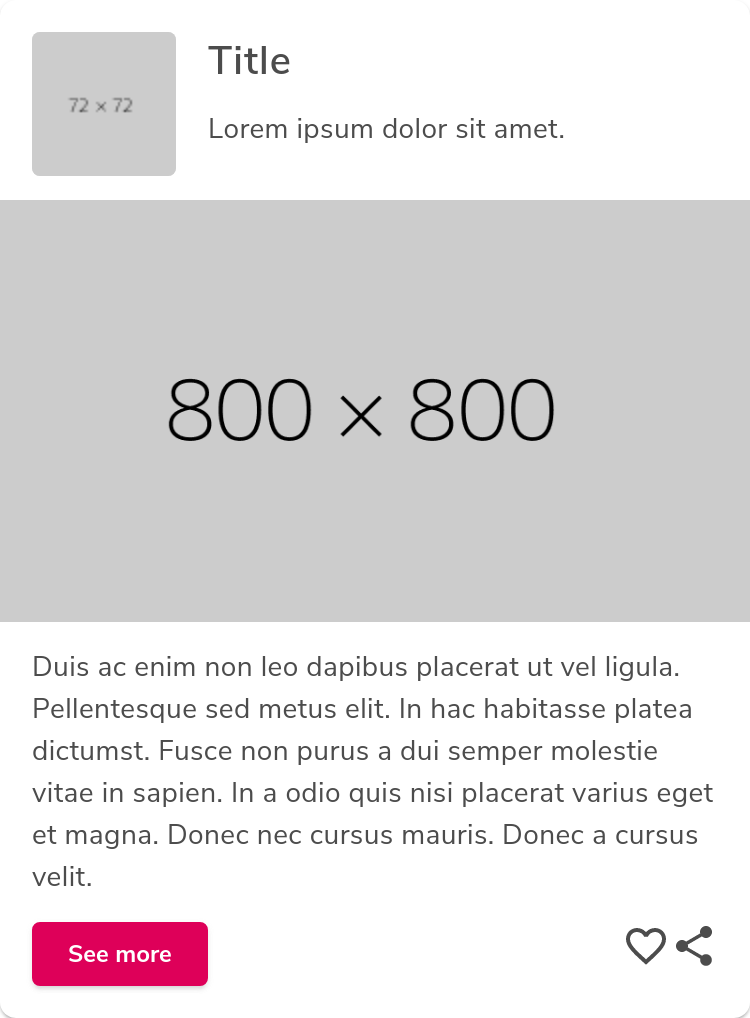 72 × 72
Title
Lorem ipsum dolor sit amet.
800 × 800
Duis ac enim non leo dapibus placerat ut vel ligula.
Pellentesque sed metus elit. In hac habitasse platea
dictumst. Fusce non purus a dui semper molestie
vitae in sapien. In a odio quis nisi placerat varius eget
et magna. Donec nec cursus mauris. Donec a cursus
velit.
See more